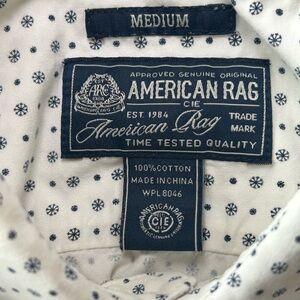 MEDIUM
APPROVED GENUINE ORIGINAL
ARC
AMERICAN RAG
CIE
EST 1984
TRADE
American Rag
MARK
TIME TESTED QUALITY
100%COTTON
MADE IN CHINA
WPL 8046
AMERICAN RAG
CIE